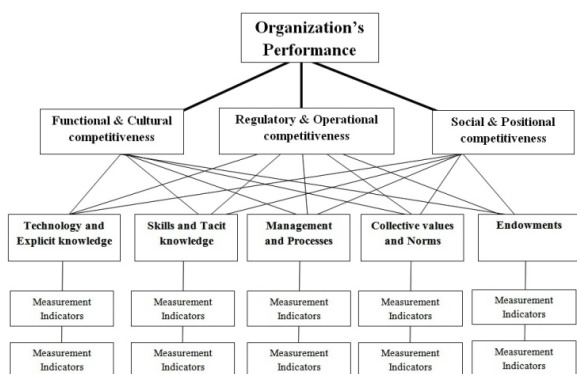 Organization's
Performance
Functional & Cultural
competitiveness
Regulatory & Operational
competitiveness
Social & Positional
competitiveness
Technology and
Explicit knowledge
Skills and Tacit
knowledge
Management
and Processes
Collective values
and Norms
Endowments
Measurement
Indicators
Measurement
Indicators
Measurement
Indicators
Measurement
Indicators
Measurement
Indicators
Measurement
Indicators
Measurement
Indicators
Measurement
Indicators
Measurement
Indicators
Measurement
Indicators